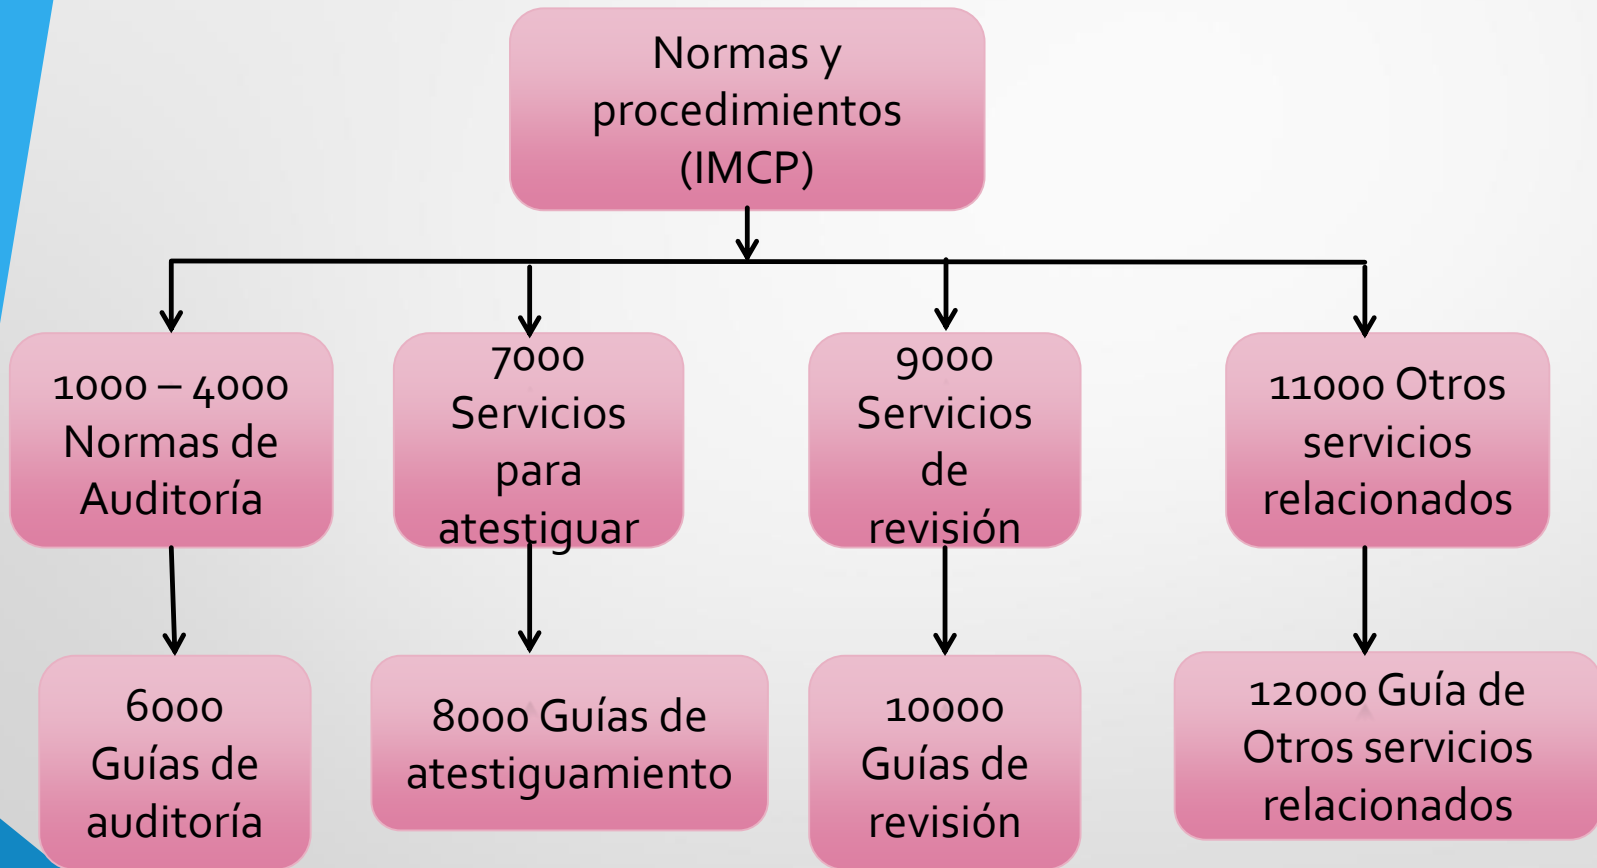 Normas y
procedimientos
(IMCP)
1000 – 4000
Normas de
Auditoría
7000
Servicios
para
atestiguar
9000
Servicios
de
revisión
11000 Otros
servicios
relacionados
6000
Guías de
auditoría
8000 Guías de
atestiguamiento
10000
Guías de
revisión
12000 Guía de
Otros servicios
relacionados